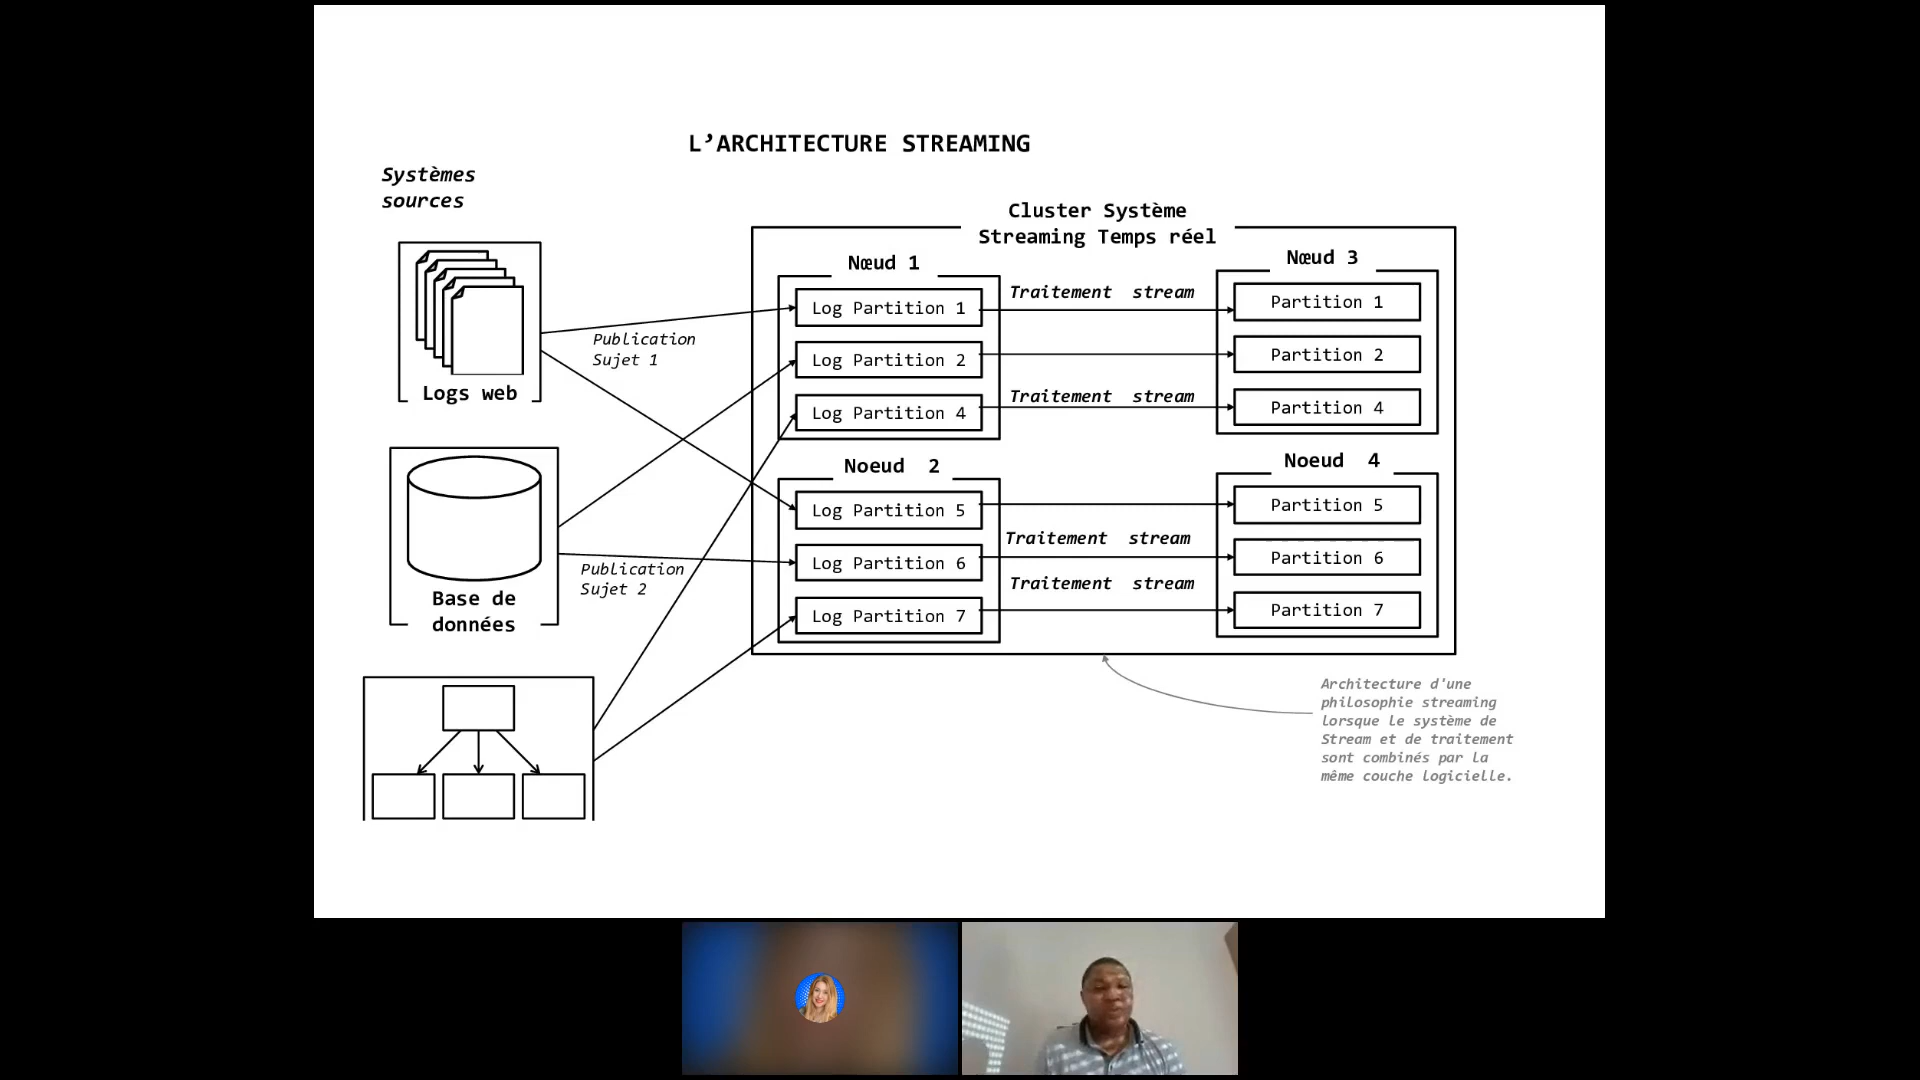 L’ARCHITECTURE STREAMING
Systèmes
sources
Logs web
Base de
données
Publication
Sujet 1
Publication
Sujet 2
Cluster Système
Streaming Temps réel
Nœud 1
Log Partition 1
Log Partition 2
Log Partition 4
Noeud 2
Log Partition 5
Log Partition 6
Log Partition 7
Traitement stream
Traitement stream
Traitement stream
Traitement stream
Nœud 3
Partition 1
Partition 2
Partition 4
Noeud 4
Partition 5
Partition 6
Partition 7
Architecture d'une
philosophie streaming
lorsque le système de
Stream et de traitement
sont combinés par la
même couche logicielle.